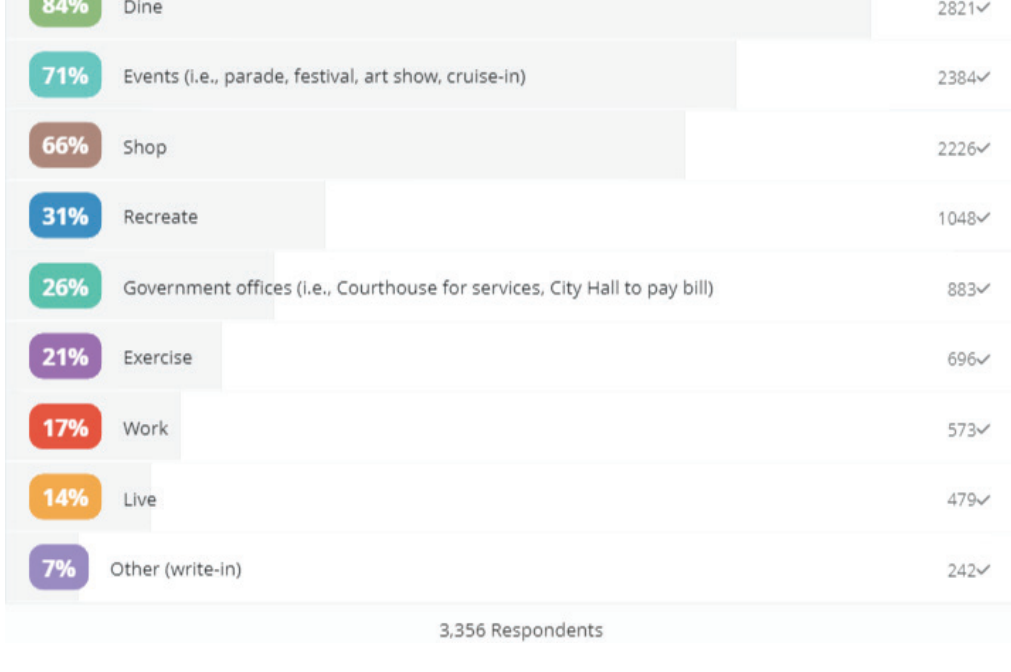 84% Dine 2821✓
71% Events (i.e., parade, festival, art show, cruise-in) 2384✓
66% Shop 2226✓
31% Recreate 1048✓
26% Government offices (i.e., Courthouse for services, City Hall to pay bill) 883✓
21% Exercise 696✓
17% Work 573✓
14% Live 479✓
7% Other (write-in) 242✓
3,356 Respondents